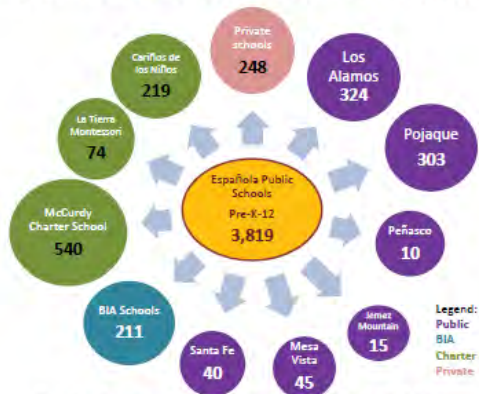 Private
schools
248
Los
Alamos
324
Pojaque
303
Peñasco
10
Jemez
Mountain
15
Mesa
Vista
45
Santa Fe
40
BIA Schools
211
McCurdy
Charter School
540
La Tierra
Montessori
74
Cariños de
los Niños
219
Española Public
Schools
Pre-K-12
3,819
Legend:
Public
BIA
Charter
Private